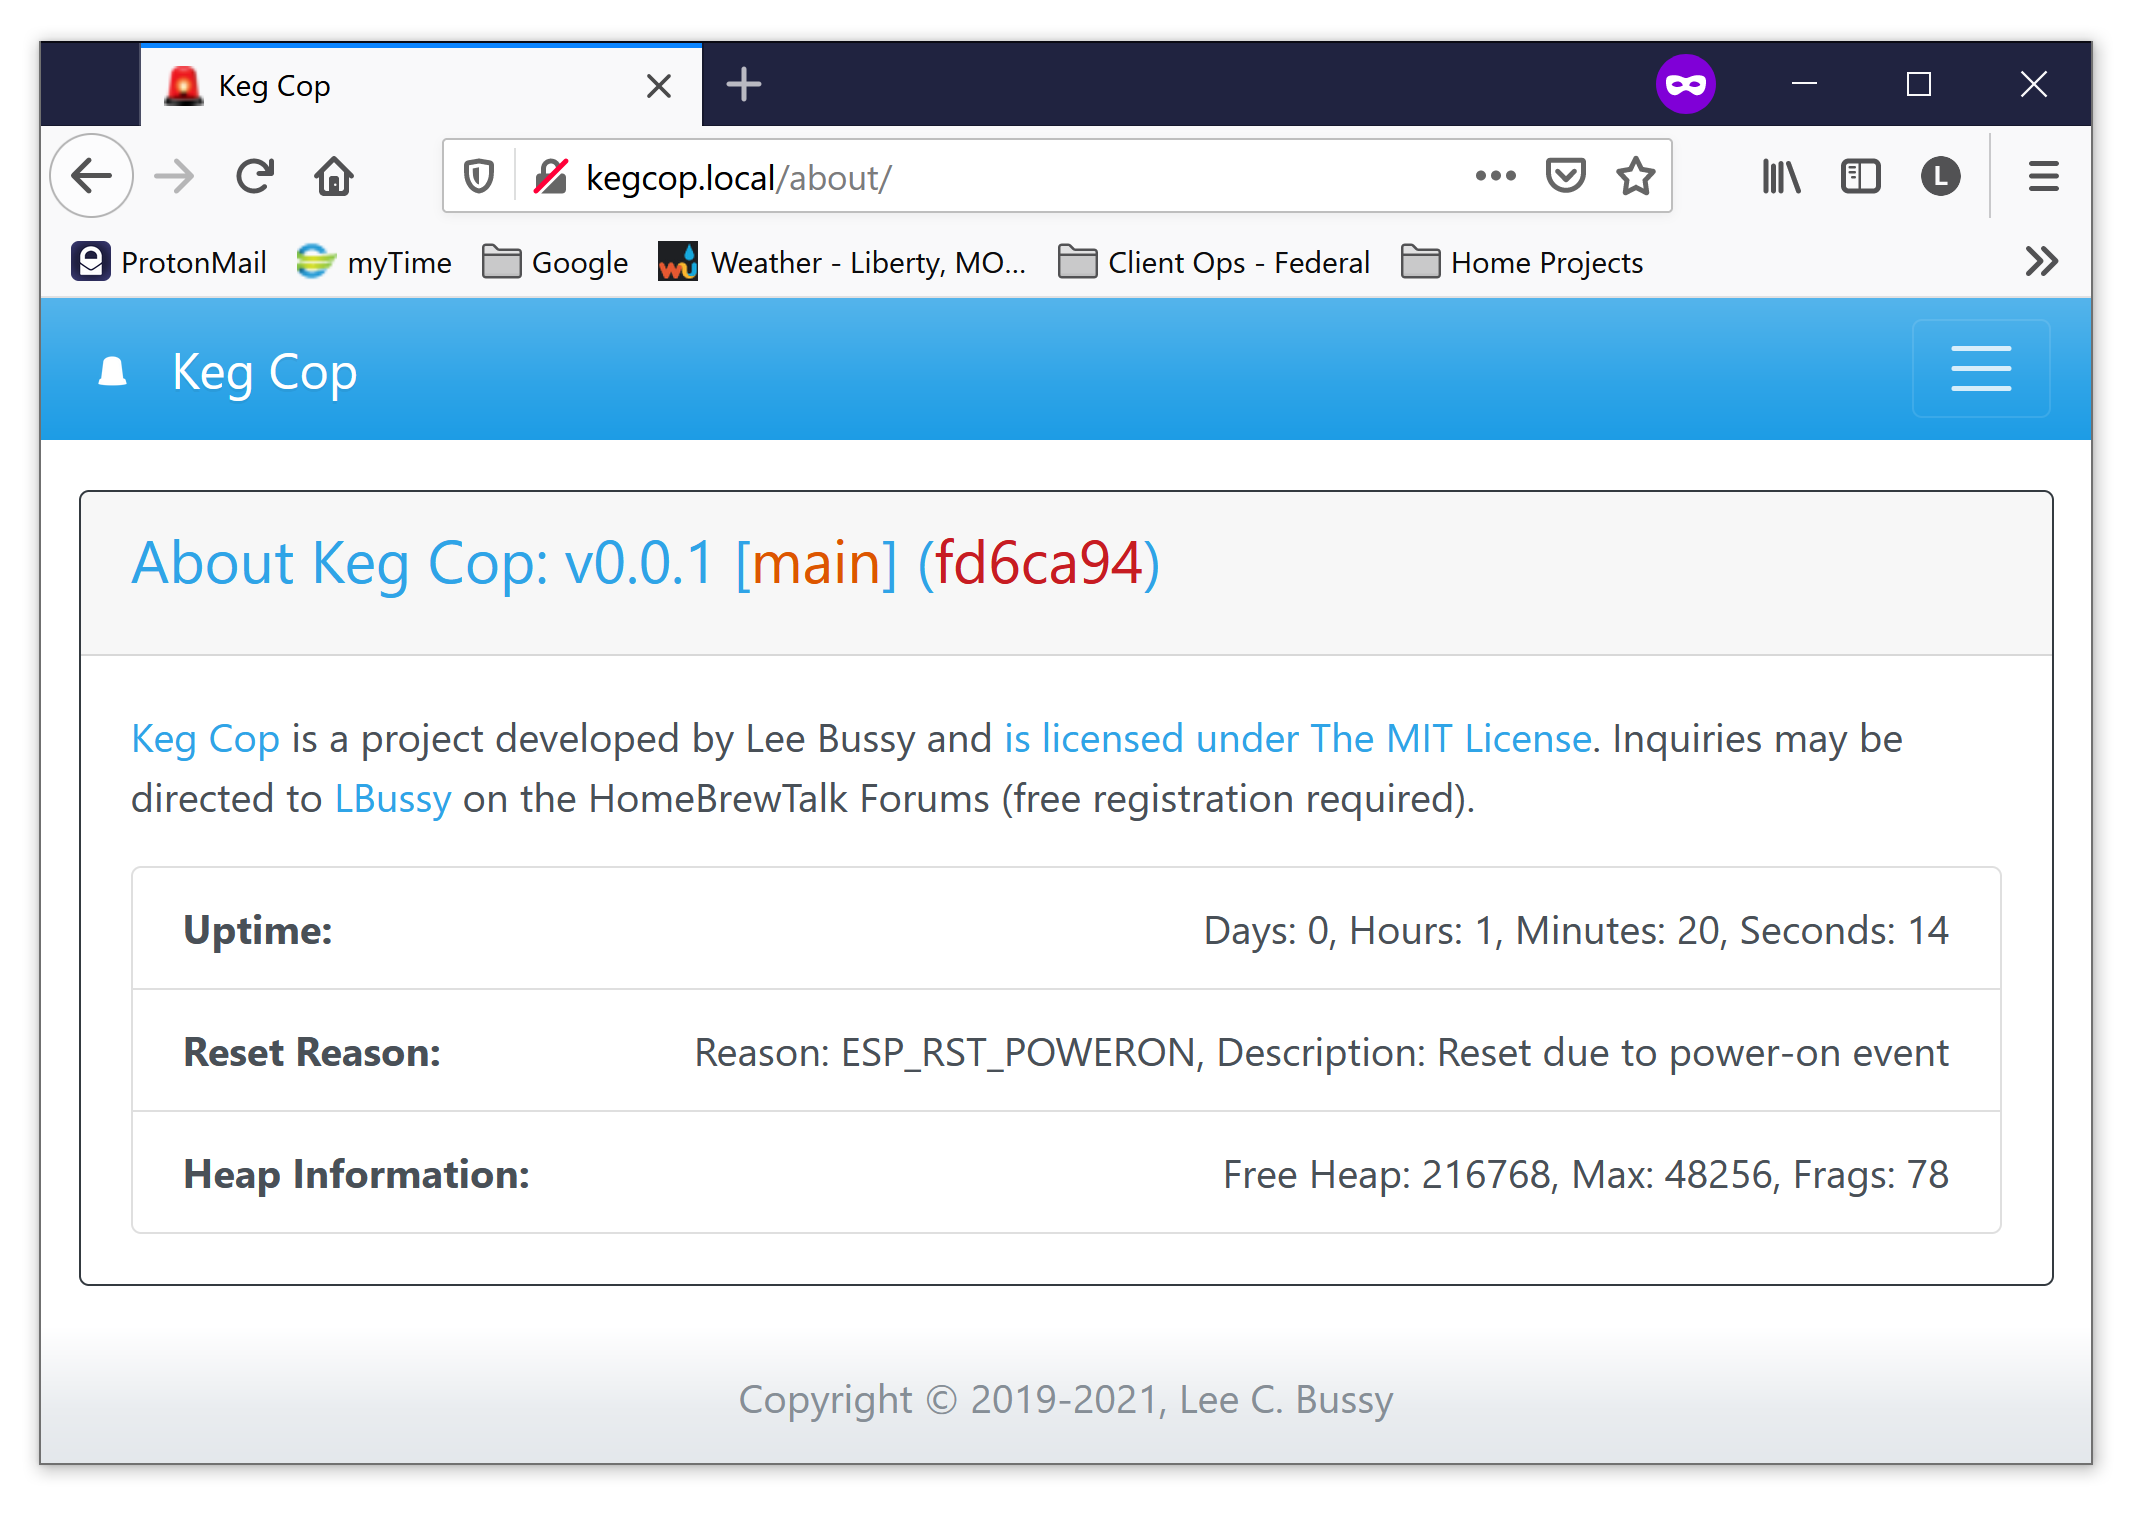 Keg Cop
kegcop.local/about/
L
ProtonMail
myTime
Google
Weather - Liberty, MO...
Client Ops - Federal
Home Projects
Keg Cop
About Keg Cop: v0.0.1 [main] (fd6ca94)
Keg Cop is a project developed by Lee Bussy and is licensed under The MIT License. Inquiries may be
directed to LBussy on the HomeBrewTalk Forums (free registration required).
Uptime: Days: 0, Hours: 1, Minutes: 20, Seconds: 14
Reset Reason: Reason: ESP_RST_POWERON, Description: Reset due to power-on event
Heap Information: Free Heap: 216768, Max: 48256, Frags: 78
Copyright © 2019-2021, Lee C. Bussy